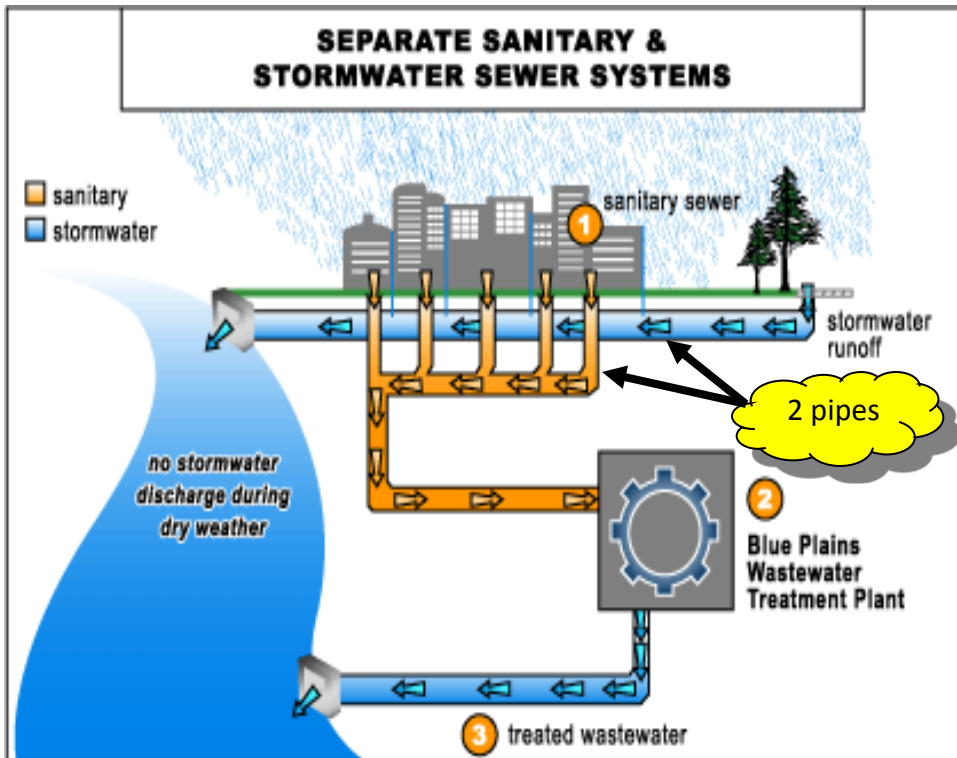 SEPARATE SANITARY &
STORMWATER SEWER SYSTEMS
sanitary
stormwater
1
sanitary sewer
stormwater
runoff
2 pipes
no stormwater
discharge during
dry weather
2
Blue Plains
Wastewater
Treatment Plant
3 treated wastewater